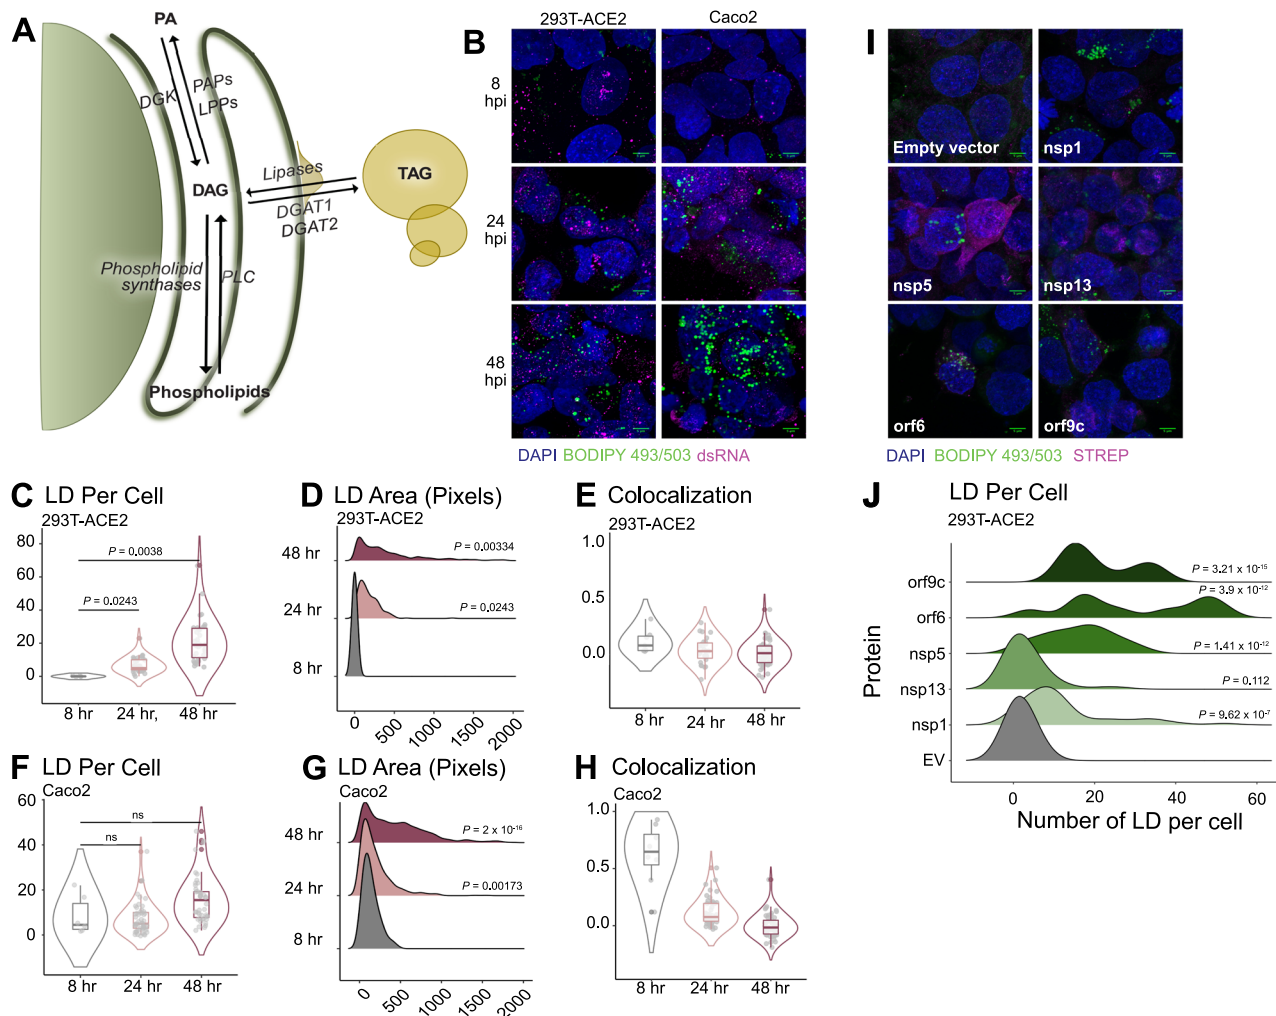 A
PA
DGK
PAPs
LPPs
DAG
Lipases
DGAT1
DGAT2
TAG
Phospholipid
synthases
PLC
Phospholipids
B
293T-ACE2
Caco2
8
hpi
24
hpi
48
hpi
DAPI BODIPY 493/503 dsRNA
I
Empty vector
nsp1
nsp5
nsp13
orf6
orf9c
DAPI BODIPY 493/503 STREP
C LD Per Cell
293T-ACE2
80
60
40
20
0
P = 0.0038
P = 0.0243
8 hr
24 hr,
48 hr
D LD Area (Pixels)
293T-ACE2
48 hr
24 hr
8 hr
P = 0.00334
P = 0.0243
0
500
1000
1500
2000
E Colocalization
293T-ACE2
1.0
0.5
0.0
8 hr
24 hr
48 hr
F LD Per Cell
Caco2
60
40
20
0
ns
ns
8 hr
24 hr
48 hr
G LD Area (Pixels)
Caco2
48 hr
24 hr
8 hr
P = 2 x 10-16
P = 0.00173
0
500
1000
1500
2000
H Colocalization
Caco2
1.0
0.5
0.0
8 hr
24 hr
48 hr
J LD Per Cell
293T-ACE2
Protein
orf9c
orf6
nsp5
nsp13
nsp1
EV
P = 3.21 x 10-15
P = 3.9 x 10-12
P = 1.41 x 10-12
P = 0.112
P = 9.62 x 10-7
0
20
40
60
Number of LD per cell